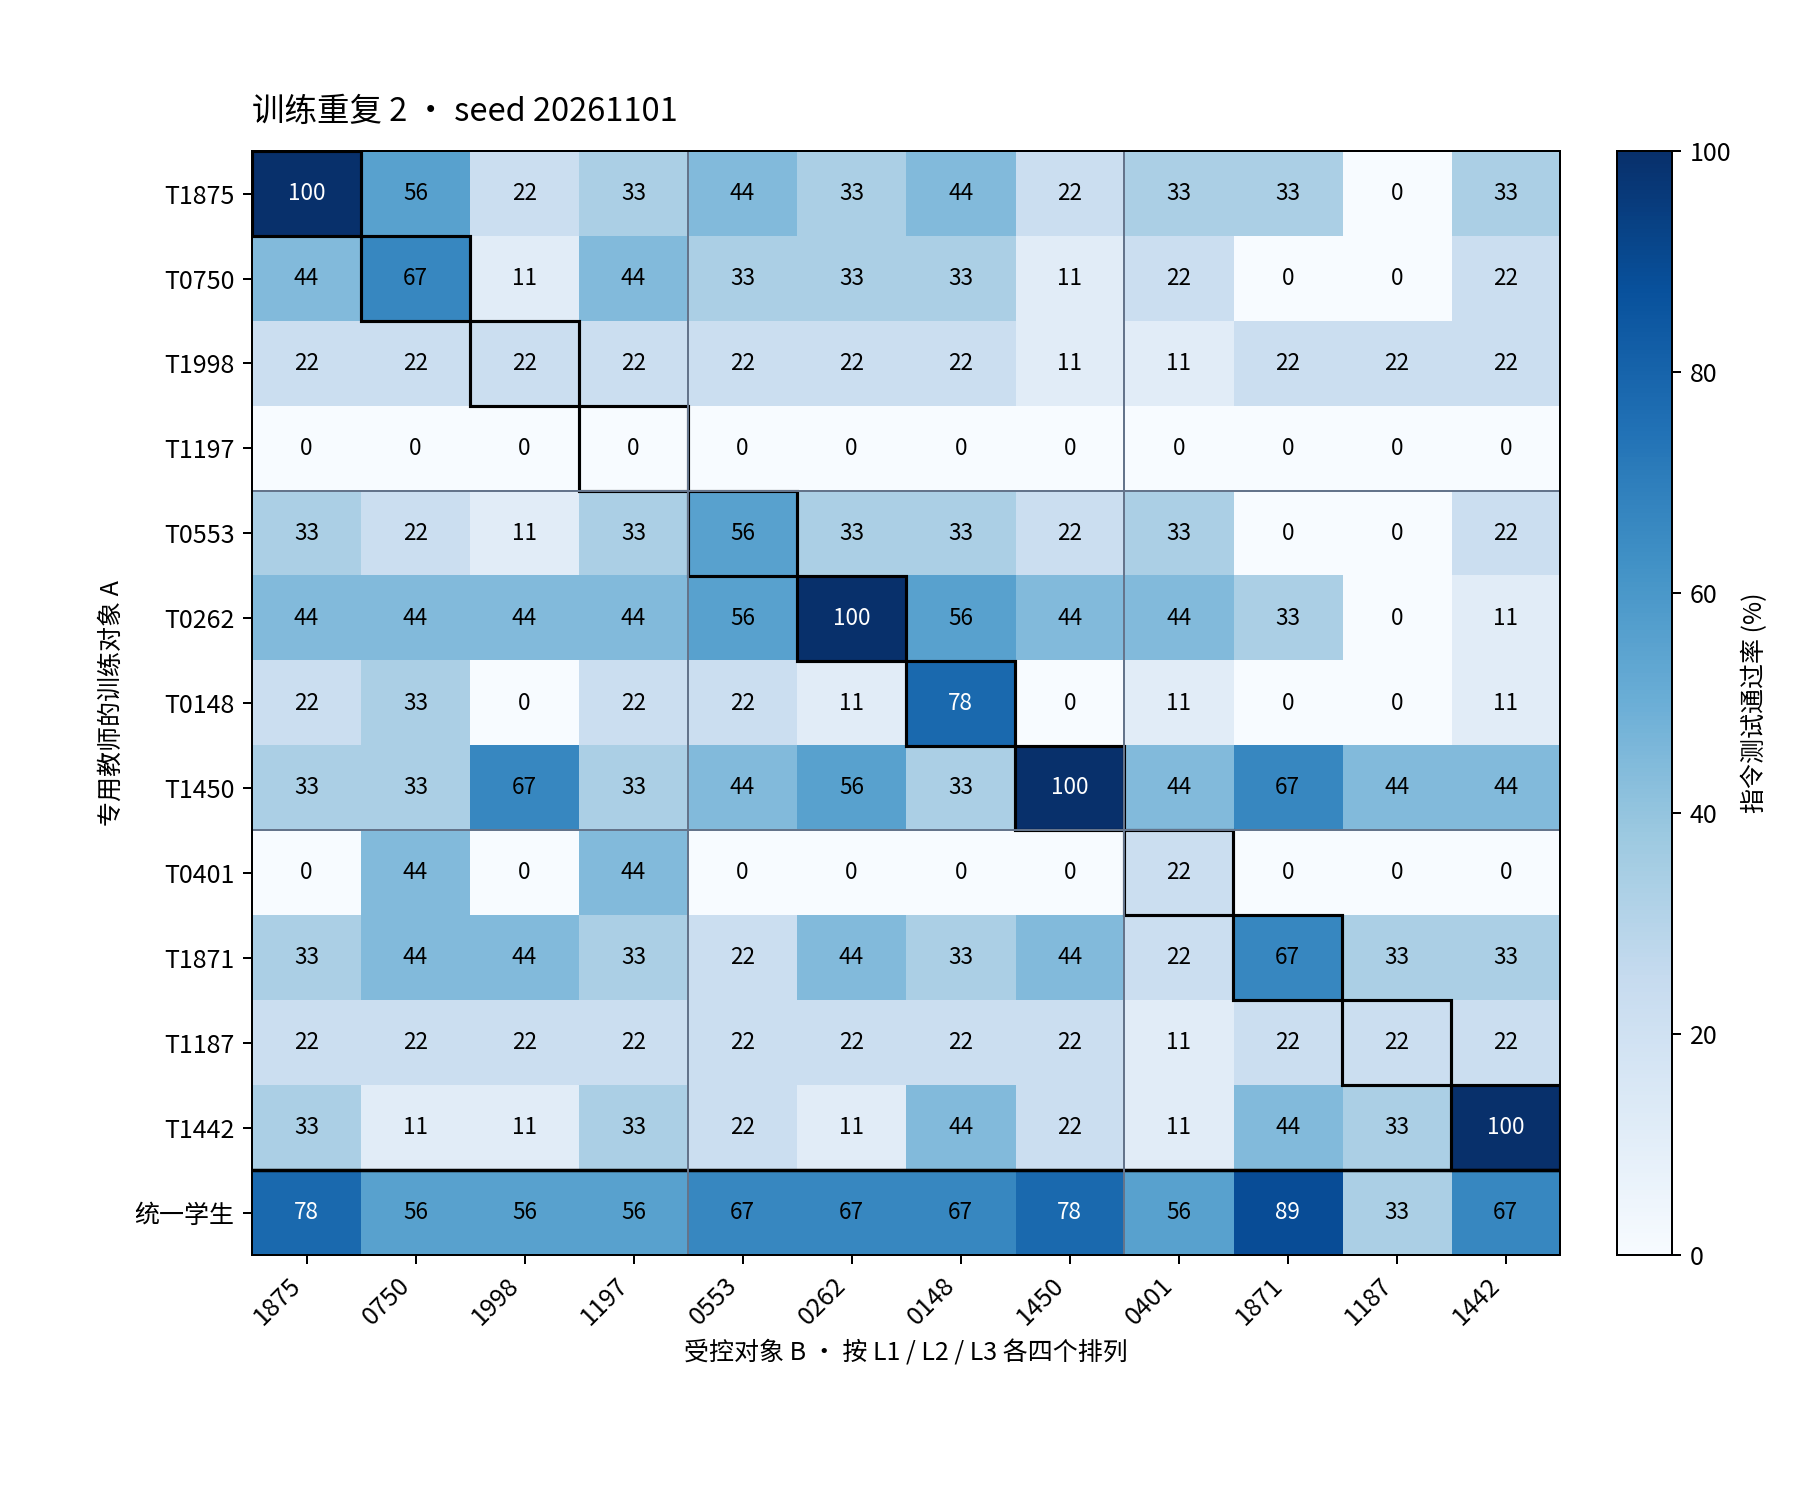 训练重复 2 · seed 20261101
T1875 100 56 22 33 44 33 44 22 33 33 0 33
T0750 44 67 11 44 33 33 33 11 22 0 0 22
T1998 22 22 22 22 22 22 22 11 11 22 22 22
T1197 0 0 0 0 0 0 0 0 0 0 0 0
T0553 33 22 11 33 56 33 33 22 33 0 0 22
T0262 44 44 44 44 56 100 56 44 44 33 0 11
T0148 22 33 0 22 22 11 78 0 11 0 0 11
T1450 33 33 67 33 44 56 33 100 44 67 44 44
T0401 0 44 0 44 0 0 0 0 22 0 0 0
T1871 33 44 44 33 22 44 33 44 22 67 33 33
T1187 22 22 22 22 22 22 22 22 11 22 22 22
T1442 33 11 11 33 22 11 44 22 11 44 33 100
统一学生 78 56 56 56 67 67 67 78 56 89 33 67
1875 0750 1998 1197 0553 0262 0148 1450 0401 1871 1187 1442
受控对象 B · 按 L1 / L2 / L3 各四个排列
专用教师的训练对象 A
100
80
60
40
20
0
指令测试通过率 (%)